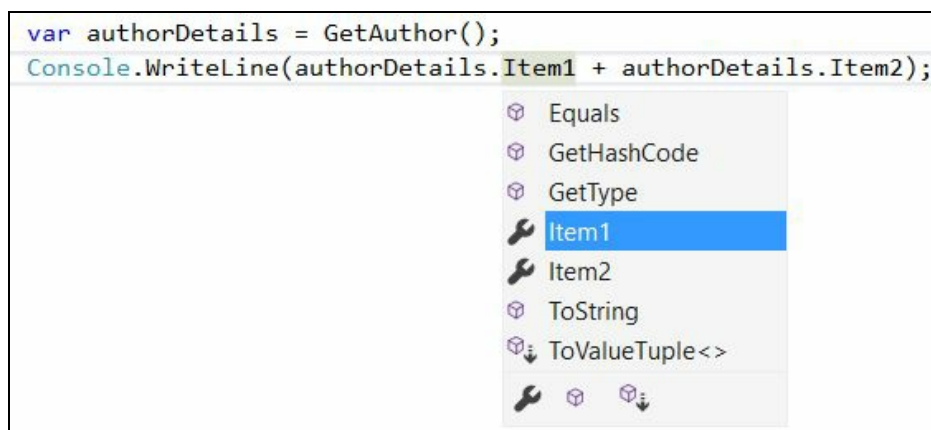 var authorDetails = GetAuthor();
Console.WriteLine(authorDetails.Item1 + authorDetails.Item2);
Equals
GetHashCode
GetType
Item1
Item2
ToString
ToValueTuple<>